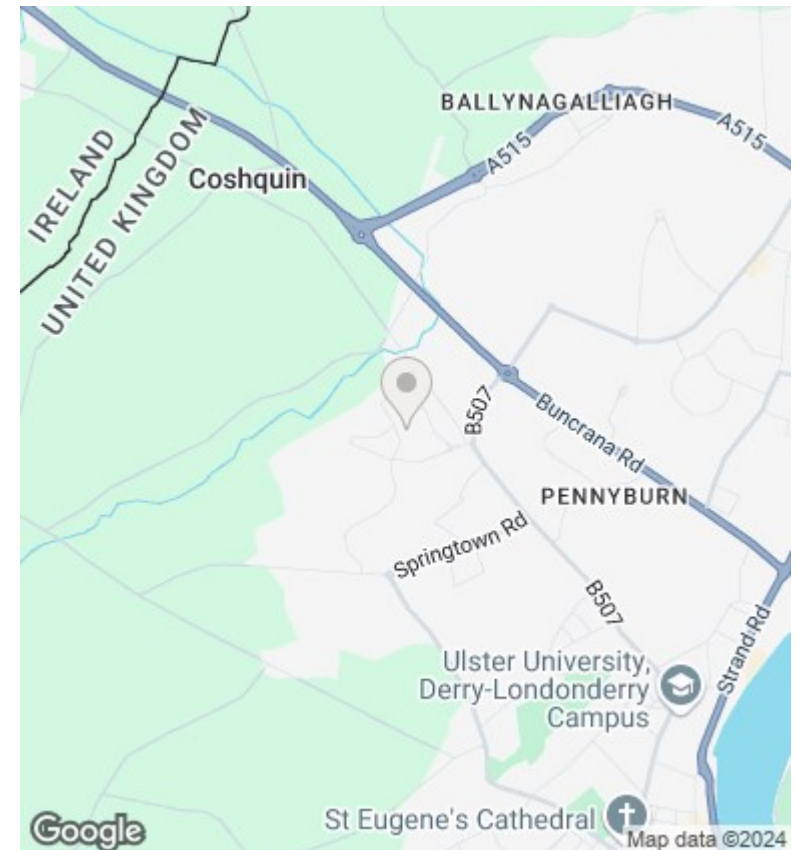 BALLYNAGALLIAGH
A515
A515
IRELAND
UNITED KINGDOM
Coshquin
B507
Buncrana Rd
PENNYBURN
Springtown Rd
B507
Strand Rd
Ulster University,
Derry-Londonderry
Campus
St Eugene's Cathedral
Google
Map data ©2024